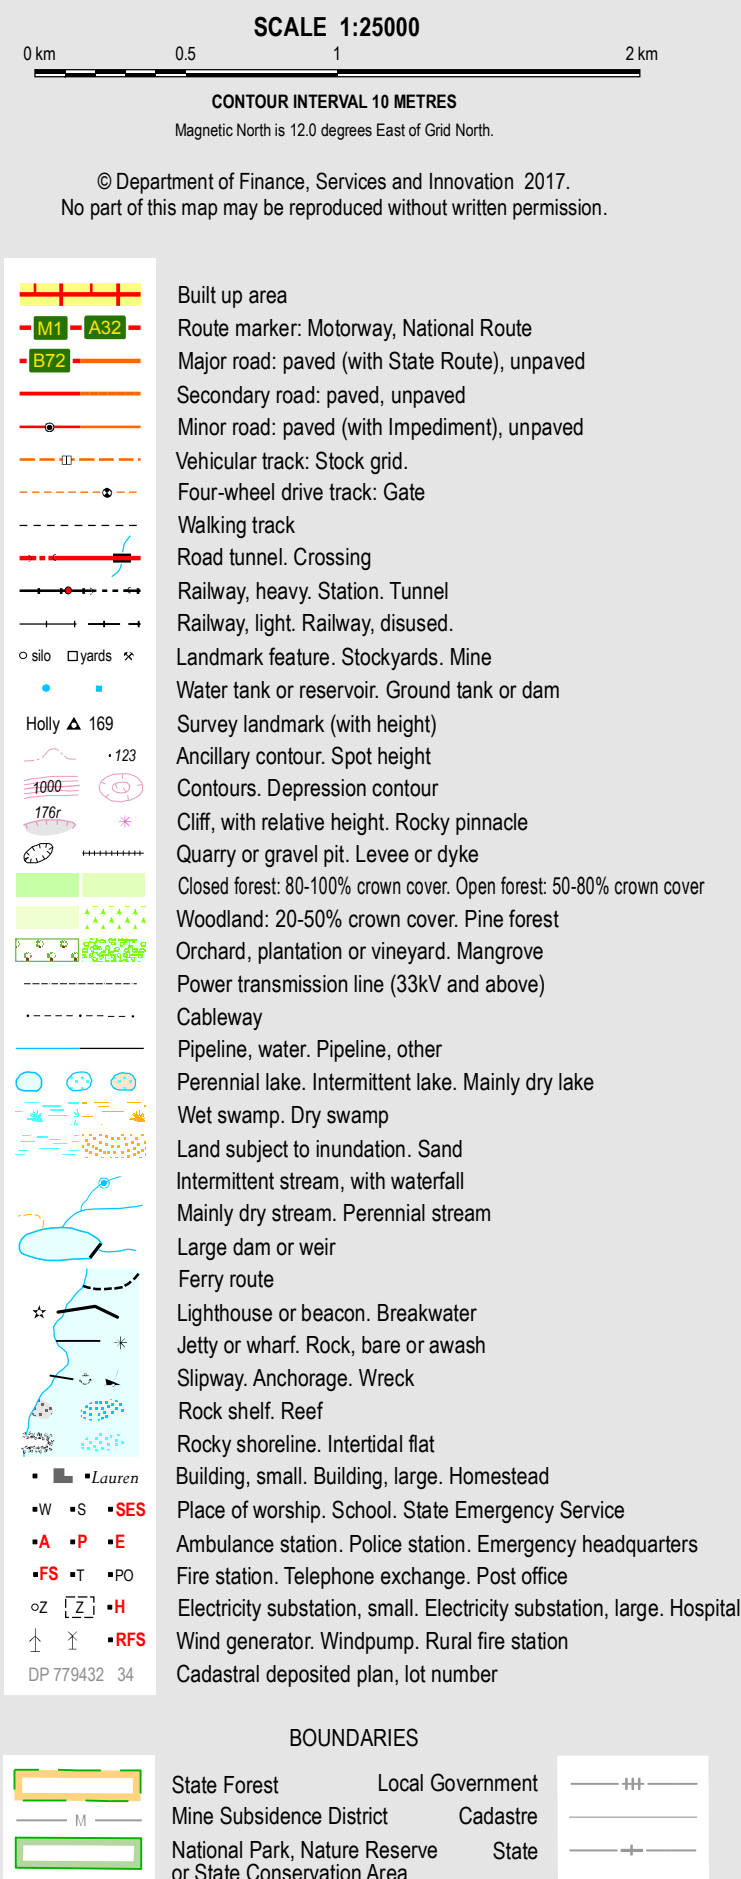 SCALE 1:25000
0 km 0.5 1 2 km
CONTOUR INTERVAL 10 METRES
Magnetic North is 12.0 degrees East of Grid North.
© Department of Finance, Services and Innovation 2017.
No part of this map may be reproduced without written permission.
Built up area
M1 A32 Route marker: Motorway, National Route
B72 Major road: paved (with State Route), unpaved
Secondary road: paved, unpaved
Minor road: paved (with Impediment), unpaved
Vehicular track: Stock grid.
Four-wheel drive track: Gate
Walking track
Road tunnel. Crossing
Railway, heavy. Station. Tunnel
Railway, light. Railway, disused.
silo yards Landmark feature. Stockyards. Mine
Water tank or reservoir. Ground tank or dam
Holly 169 Survey landmark (with height)
123 Ancillary contour. Spot height
1000 Contours. Depression contour
176r Cliff, with relative height. Rocky pinnacle
Quarry or gravel pit. Levee or dyke
Closed forest: 80-100% crown cover. Open forest: 50-80% crown cover
Woodland: 20-50% crown cover. Pine forest
Orchard, plantation or vineyard. Mangrove
Power transmission line (33kV and above)
Cableway
Pipeline, water. Pipeline, other
Perennial lake. Intermittent lake. Mainly dry lake
Wet swamp. Dry swamp
Land subject to inundation. Sand
Intermittent stream, with waterfall
Mainly dry stream. Perennial stream
Large dam or weir
Ferry route
Lighthouse or beacon. Breakwater
Jetty or wharf. Rock, bare or awash
Slipway. Anchorage. Wreck
Rock shelf. Reef
Rocky shoreline. Intertidal flat
Lauren Building, small. Building, large. Homestead
W S SES Place of worship. School. State Emergency Service
A P E Ambulance station. Police station. Emergency headquarters
FS T PO Fire station. Telephone exchange. Post office
Z Z H Electricity substation, small. Electricity substation, large. Hospital
RFS Wind generator. Windpump. Rural fire station
DP 779432 34 Cadastral deposited plan, lot number
BOUNDARIES
State Forest Local Government
M Mine Subsidence District Cadastre
National Park, Nature Reserve State
or State Conservation Area